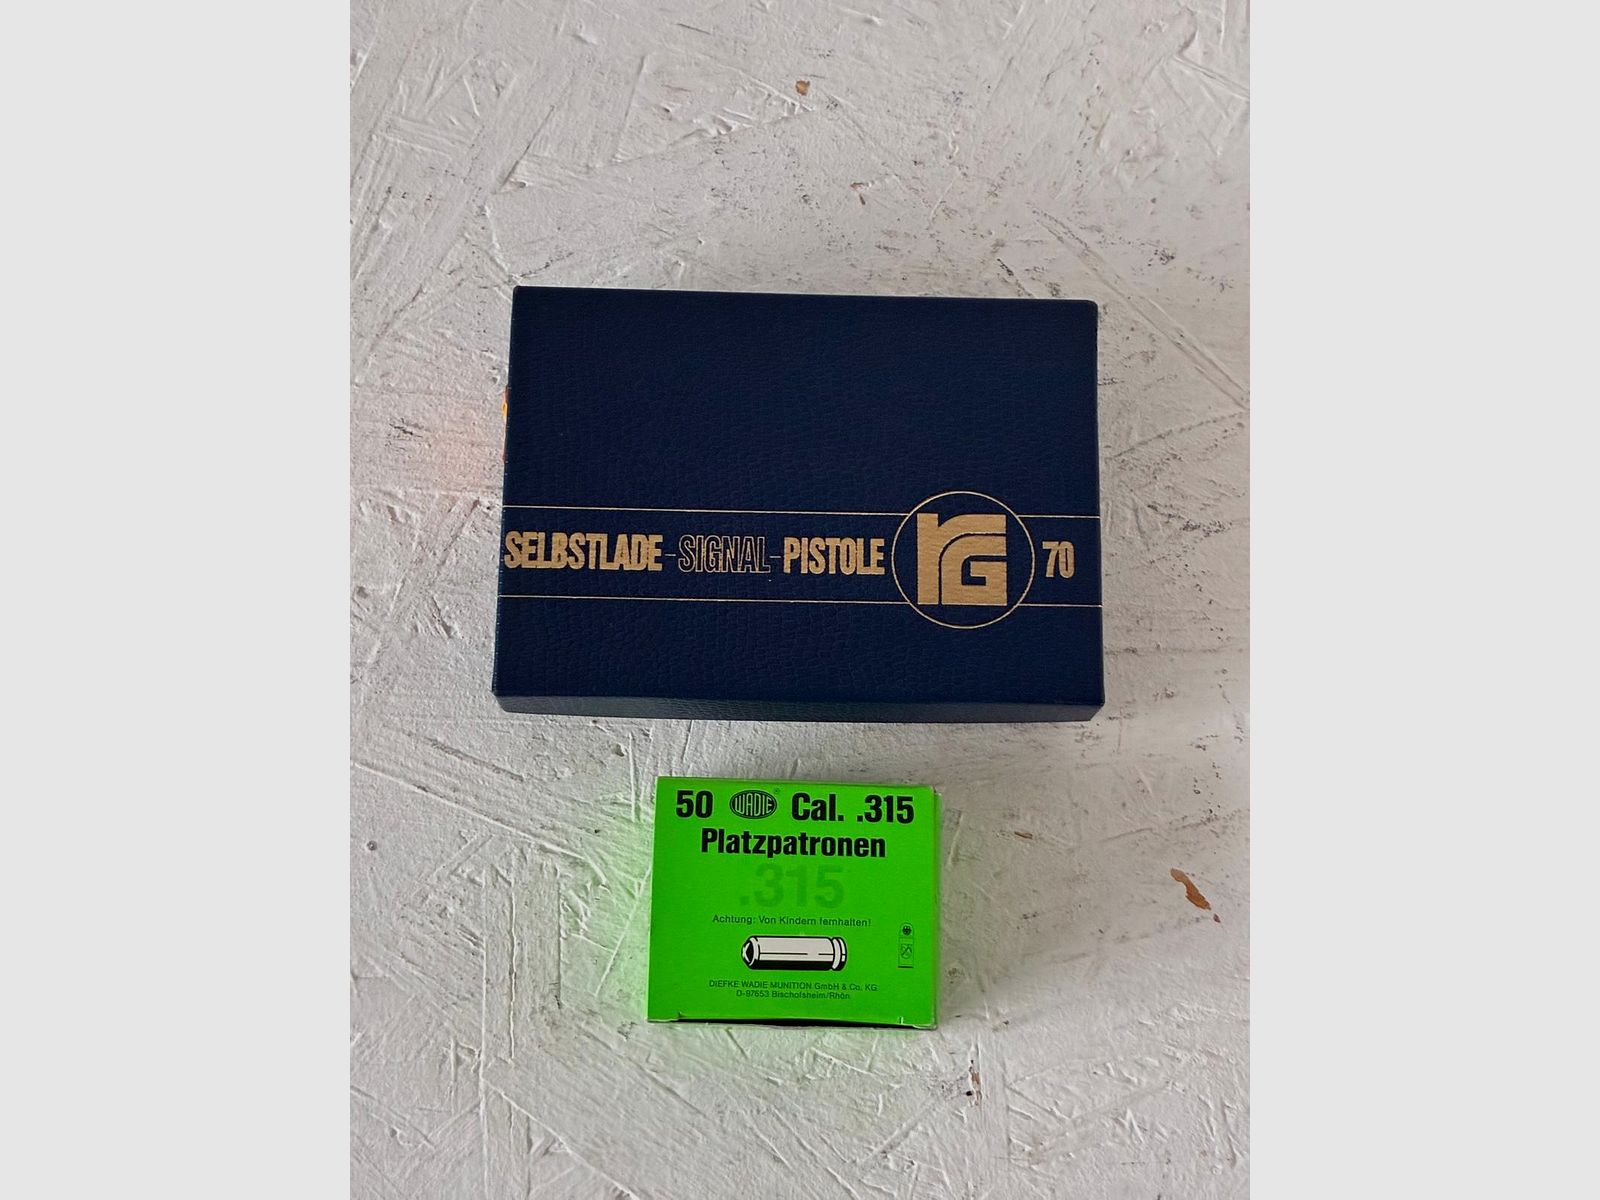 SELBSTLADE-SIGNAL-PISTOLE RG 70
50 WADIE® Cal. .315
Platzpatronen
.315
Achtung: Von Kindern fernhalten!
DIEFKE WADIE MUNITION GmbH & Co. KG
D-97653 Bischofsheim/Rhön